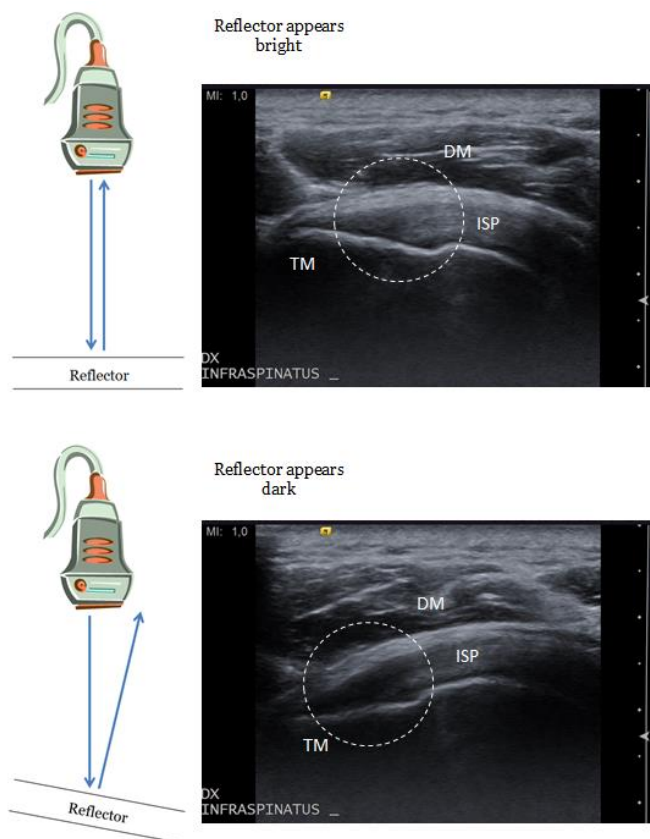 Reflector appears
bright
MI: 1,0
DM
ISP
TM
DX
INFRASPINATUS _
Reflector
Reflector appears
dark
MI: 1,0
DM
ISP
TM
DX
INFRASPINATUS _
Reflector